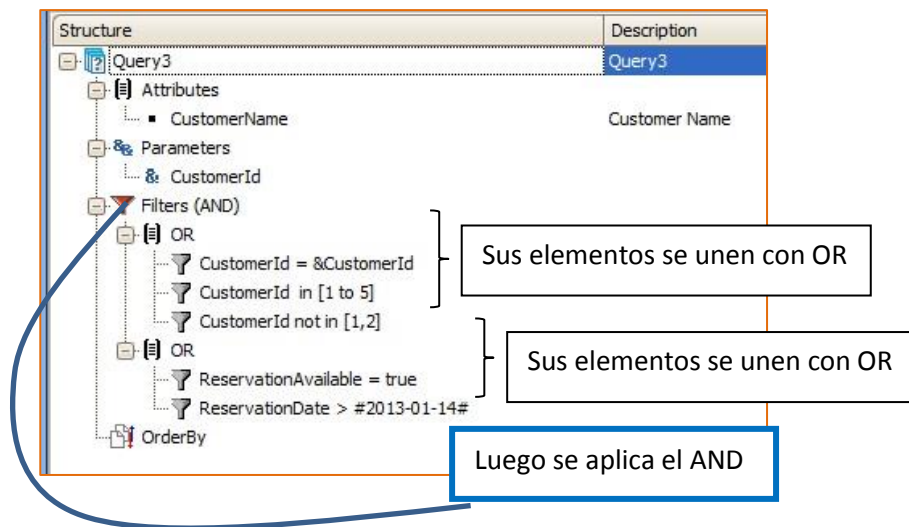 Structure Description
Query3 Query3
Attributes
CustomerName Customer Name
Parameters
CustomerId
Filters (AND)
OR
CustomerId = &CustomerId
CustomerId in [1 to 5]
CustomerId not in [1,2]
OR
ReservationAvailable = true
ReservationDate > #2013-01-14#
OrderBy
Sus elementos se unen con OR
Sus elementos se unen con OR
Luego se aplica el AND